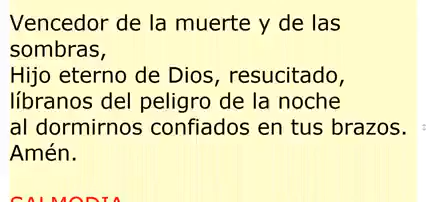 Vencedor de la muerte y de las
sombras,
Hijo eterno de Dios, resucitado,
líbranos del peligro de la noche
al dormirnos confiados en tus brazos.
Amén.
SALMODIA